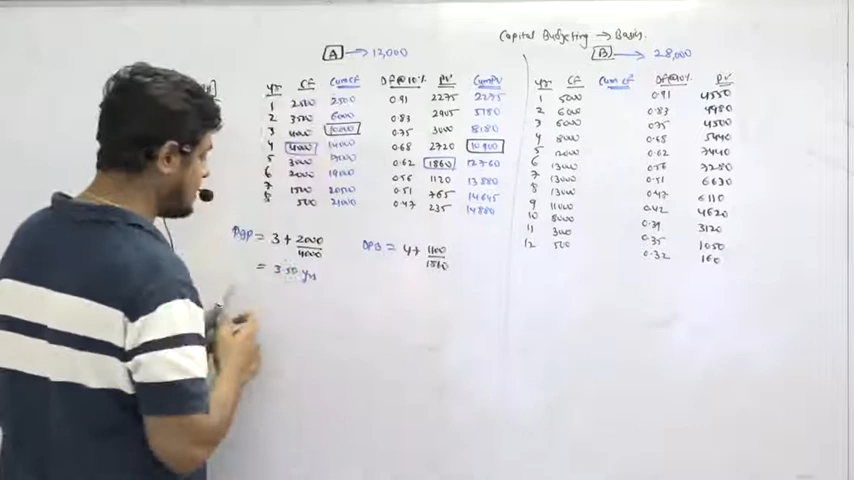 Capital Budgeting → Basis.
A → 12,000
B → 28,000
yr CF CumCF DF@10% PV CumPV
1 2500 2500 0.91 2275 2275
2 3500 6000 0.83 2905 5180
3 4000 10000 0.75 3000 8180
4 4000 14000 0.68 2720 10900
5 3000 17000 0.62 1860 12760
6 2000 19000 0.56 1120 13880
7 1500 20500 0.51 765 14645
8 500 21000 0.47 235 14880
PBP = 3 + 2000/4000
= 3.50 yrs
DPB = 4 + 1100/1860
yr CF Cum CF DF@10% PV
1 5000 0.91 4550
2 6000 0.83 4980
3 6000 0.75 4500
4 8000 0.68 5440
5 12000 0.62 7440
6 13000 0.56 7280
7 13000 0.51 6630
8 13000 0.47 6110
9 11000 0.42 4620
10 8000 0.39 3120
11 3000 0.35 1050
12 500 0.32 160